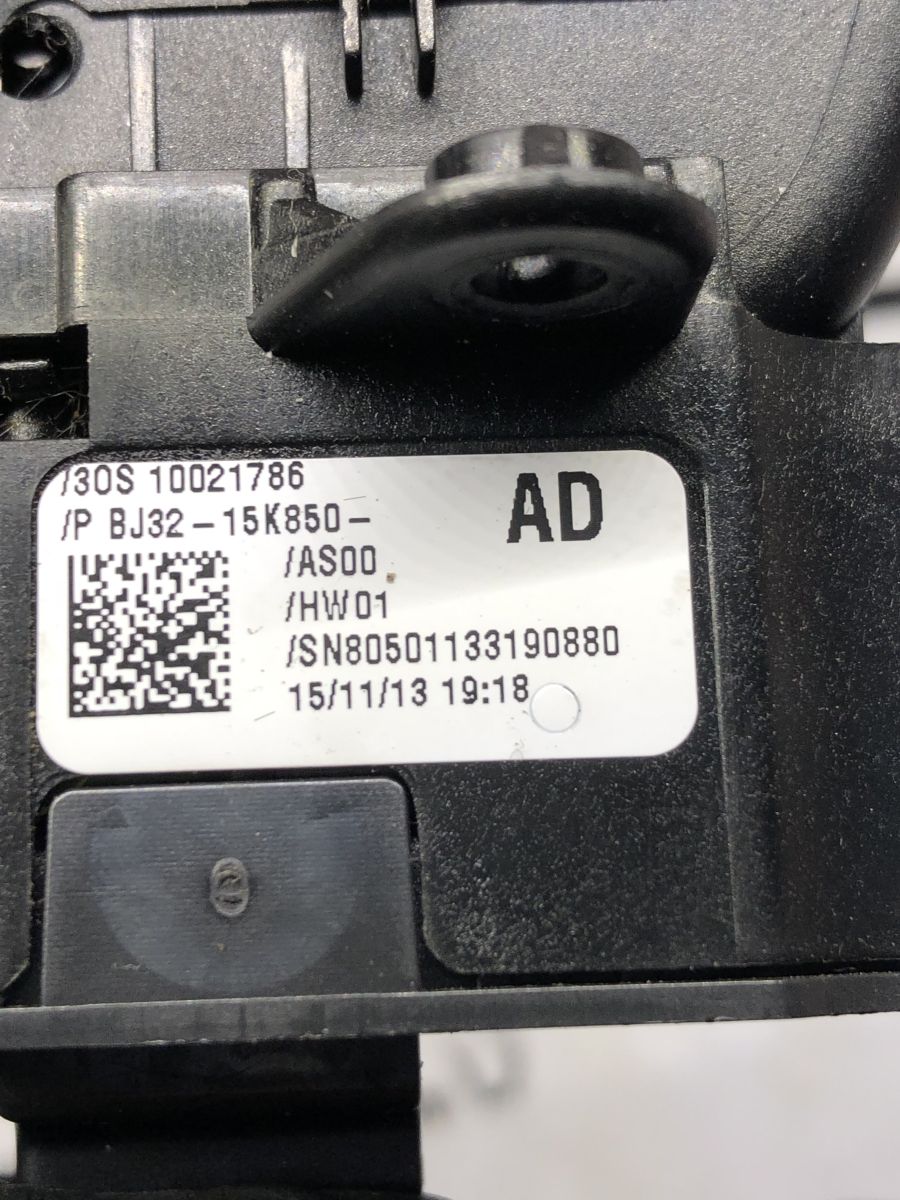 /30S 10021786
/P BJ32-15K850-
AD
/AS00
/HW01
/SN80501133190880
15/11/13 19:18